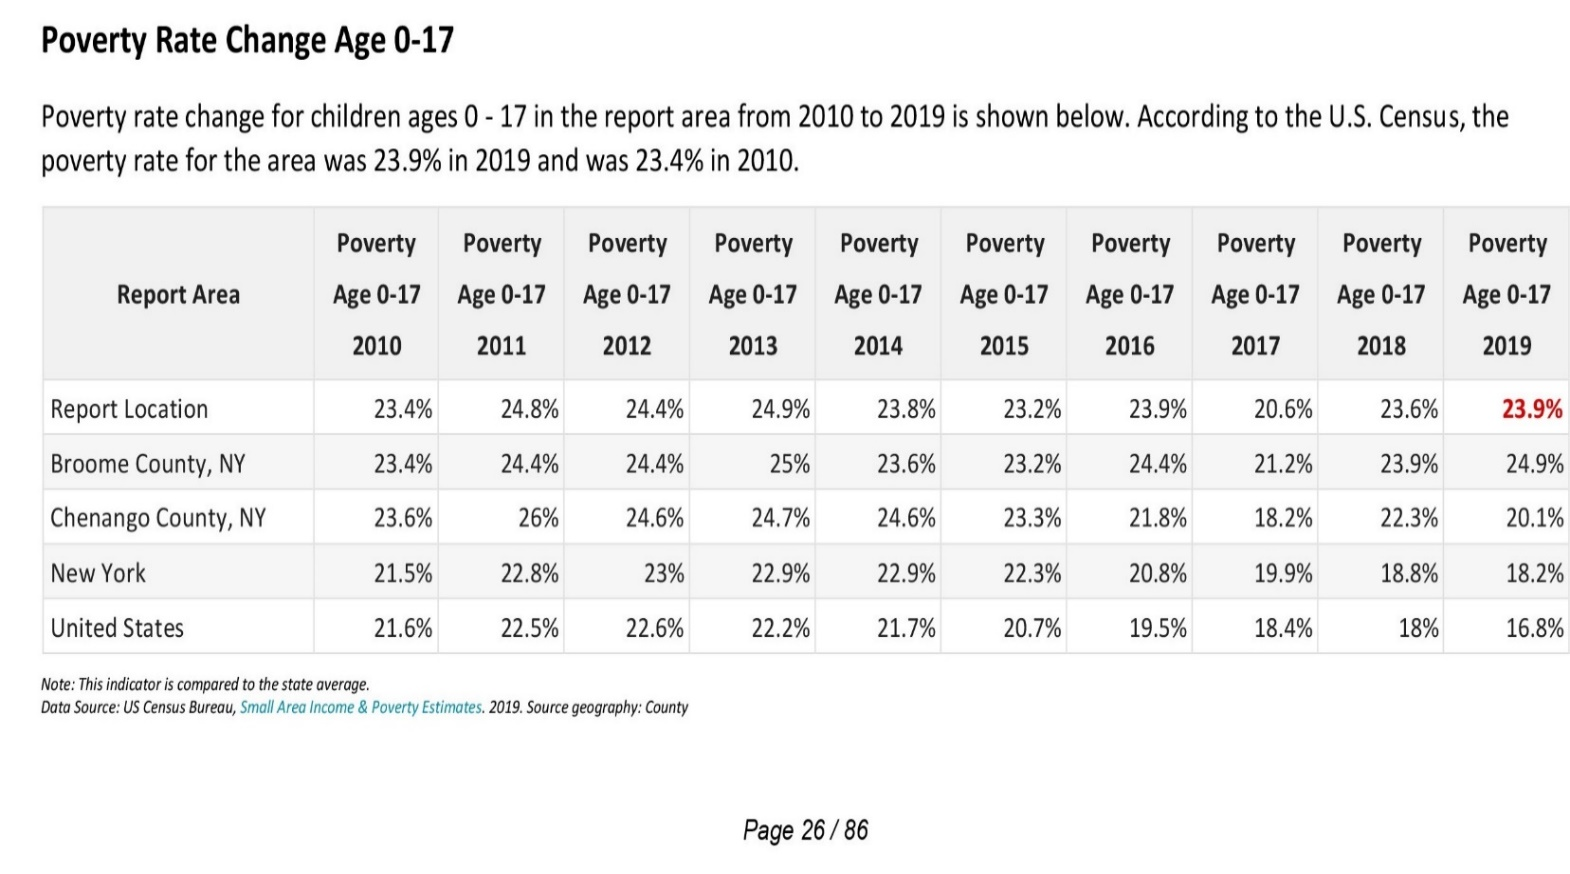 Poverty Rate Change Age 0-17
Poverty rate change for children ages 0 - 17 in the report area from 2010 to 2019 is shown below. According to the U.S. Census, the
poverty rate for the area was 23.9% in 2019 and was 23.4% in 2010.
Report Area Poverty Age 0-17 2010 Poverty Age 0-17 2011 Poverty Age 0-17 2012 Poverty Age 0-17 2013 Poverty Age 0-17 2014 Poverty Age 0-17 2015 Poverty Age 0-17 2016 Poverty Age 0-17 2017 Poverty Age 0-17 2018 Poverty Age 0-17 2019
Report Location 23.4% 24.8% 24.4% 24.9% 23.8% 23.2% 23.9% 20.6% 23.6% 23.9%
Broome County, NY 23.4% 24.4% 24.4% 25% 23.6% 23.2% 24.4% 21.2% 23.9% 24.9%
Chenango County, NY 23.6% 26% 24.6% 24.7% 24.6% 23.3% 21.8% 18.2% 22.3% 20.1%
New York 21.5% 22.8% 23% 22.9% 22.9% 22.3% 20.8% 19.9% 18.8% 18.2%
United States 21.6% 22.5% 22.6% 22.2% 21.7% 20.7% 19.5% 18.4% 18% 16.8%
Note: This indicator is compared to the state average.
Data Source: US Census Bureau, Small Area Income & Poverty Estimates. 2019. Source geography: County
Page 26 / 86